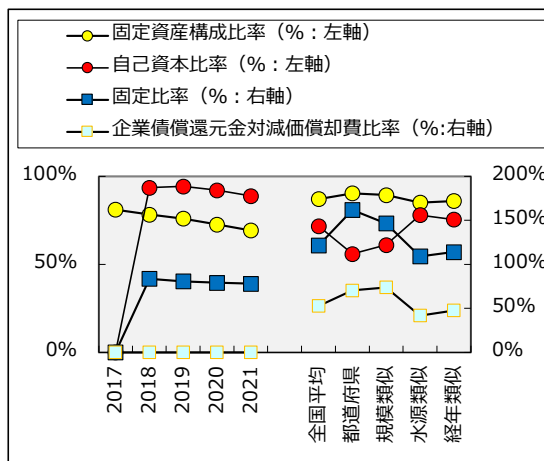 固定資産構成比率（%：左軸）
自己資本比率（%：左軸）
固定比率（%：右軸）
企業債償還元金対減価償却費比率（%:右軸）
100%
50%
0%
200%
150%
100%
50%
0%
2017
2018
2019
2020
2021
全国平均
都道府県
規模類似
水源類似
経年類似